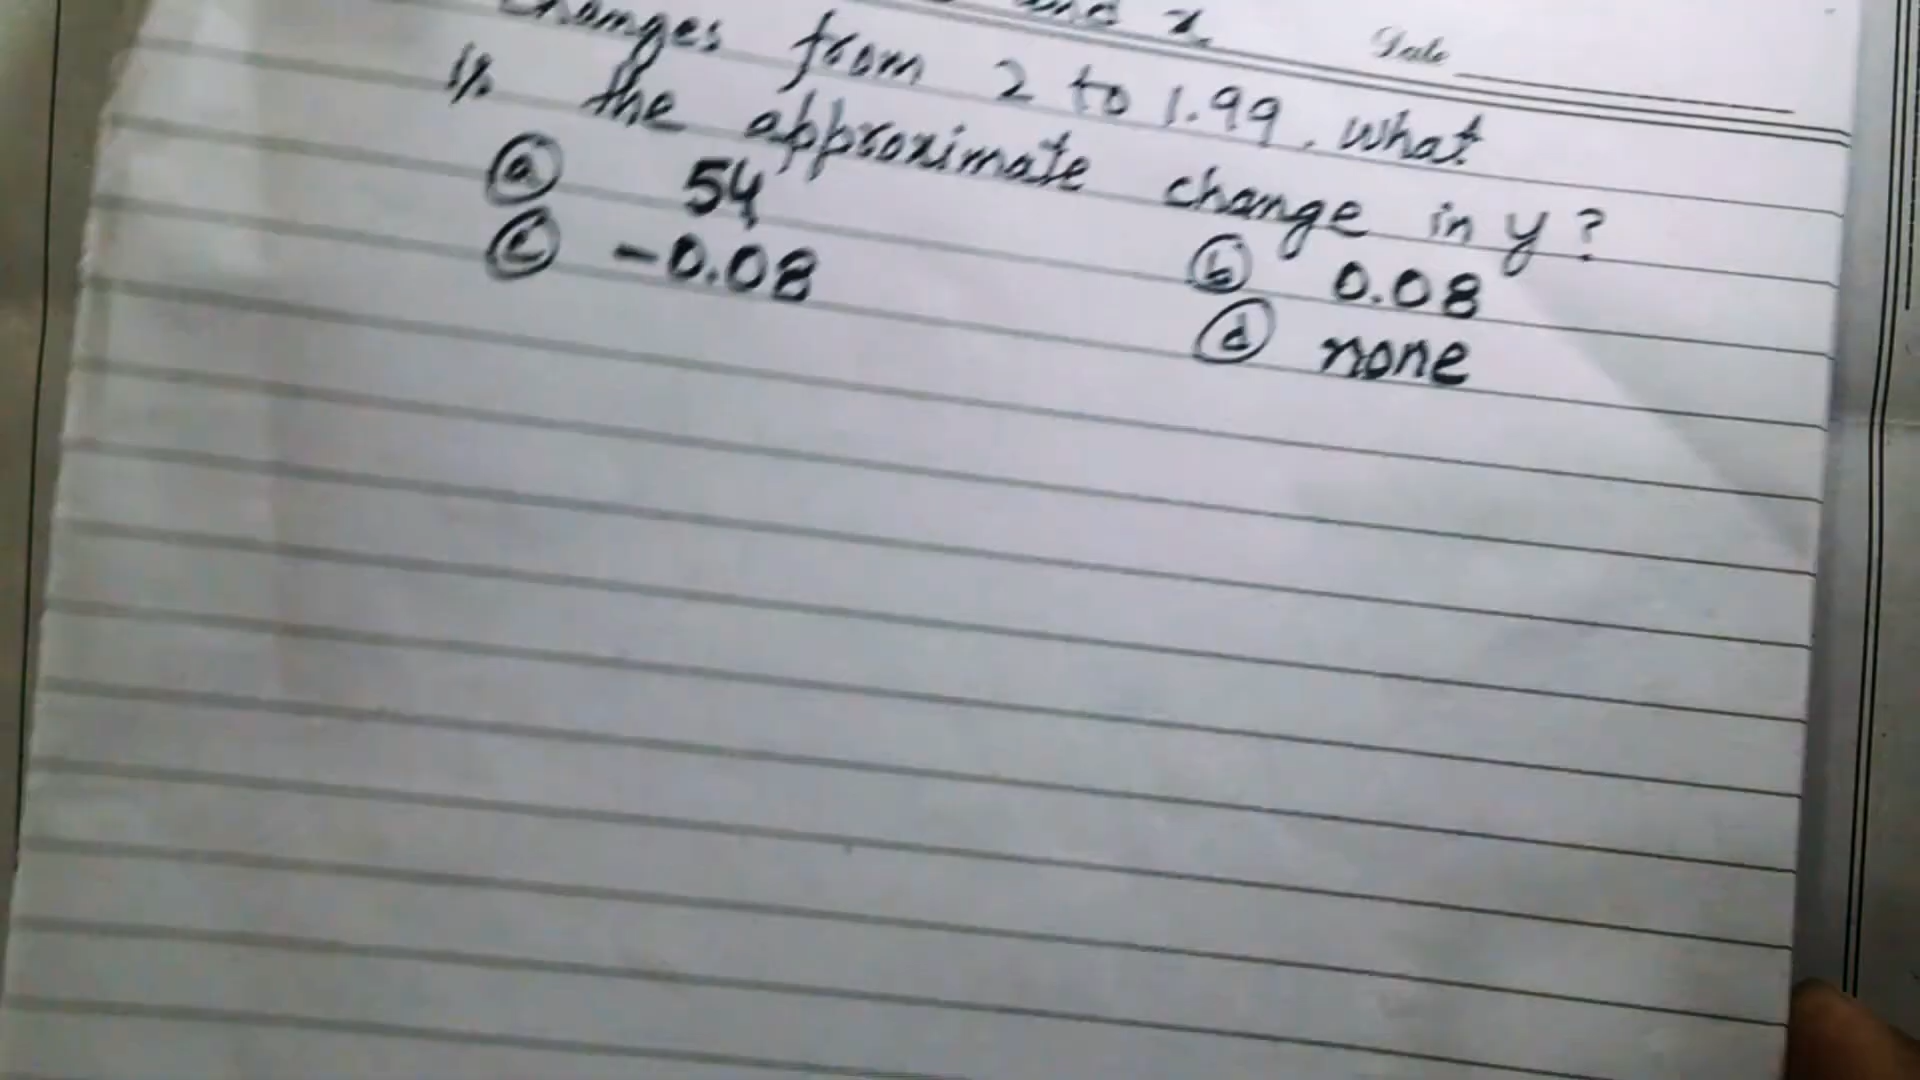 and x
Date
changes from 2 to 1.99, what
is the approximate change in y?
(a) 54 (b) 0.08
(c) -0.08 (d) none